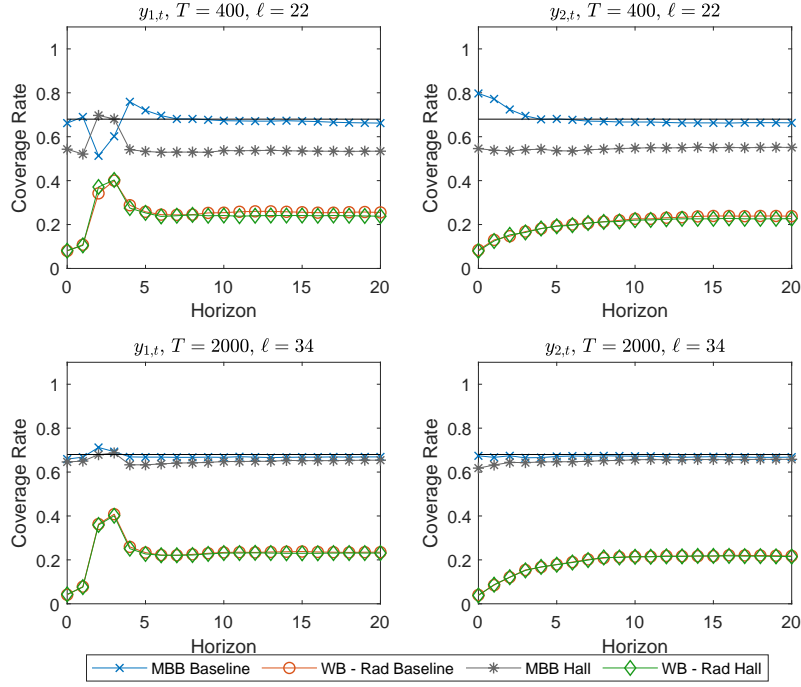 y₁,ₜ, T = 400, ℓ = 22
1
0.8
0.6
0.4
0.2
0
Coverage Rate
0 5 10 15 20
Horizon
y₂,ₜ, T = 400, ℓ = 22
1
0.8
0.6
0.4
0.2
0
Coverage Rate
0 5 10 15 20
Horizon
y₁,ₜ, T = 2000, ℓ = 34
1
0.8
0.6
0.4
0.2
0
Coverage Rate
0 5 10 15 20
Horizon
y₂,ₜ, T = 2000, ℓ = 34
1
0.8
0.6
0.4
0.2
0
Coverage Rate
0 5 10 15 20
Horizon
MBB Baseline WB - Rad Baseline MBB Hall WB - Rad Hall